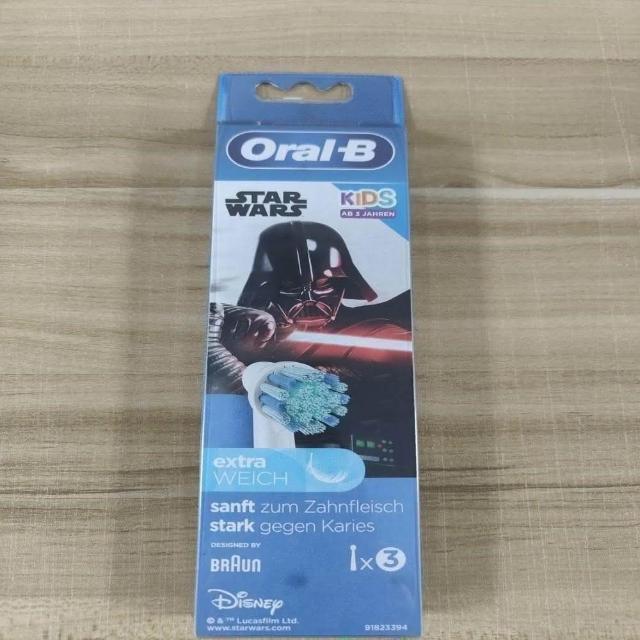 Oral-B
STAR
WARS
KIDS
AB 3 JAHREN
extra
WEICH
sanft zum Zahnfleisch
stark gegen Karies
DESIGNED BY
BRAUN
x 3
Disney
© & ™ Lucasfilm Ltd.
www.starwars.com
91823394